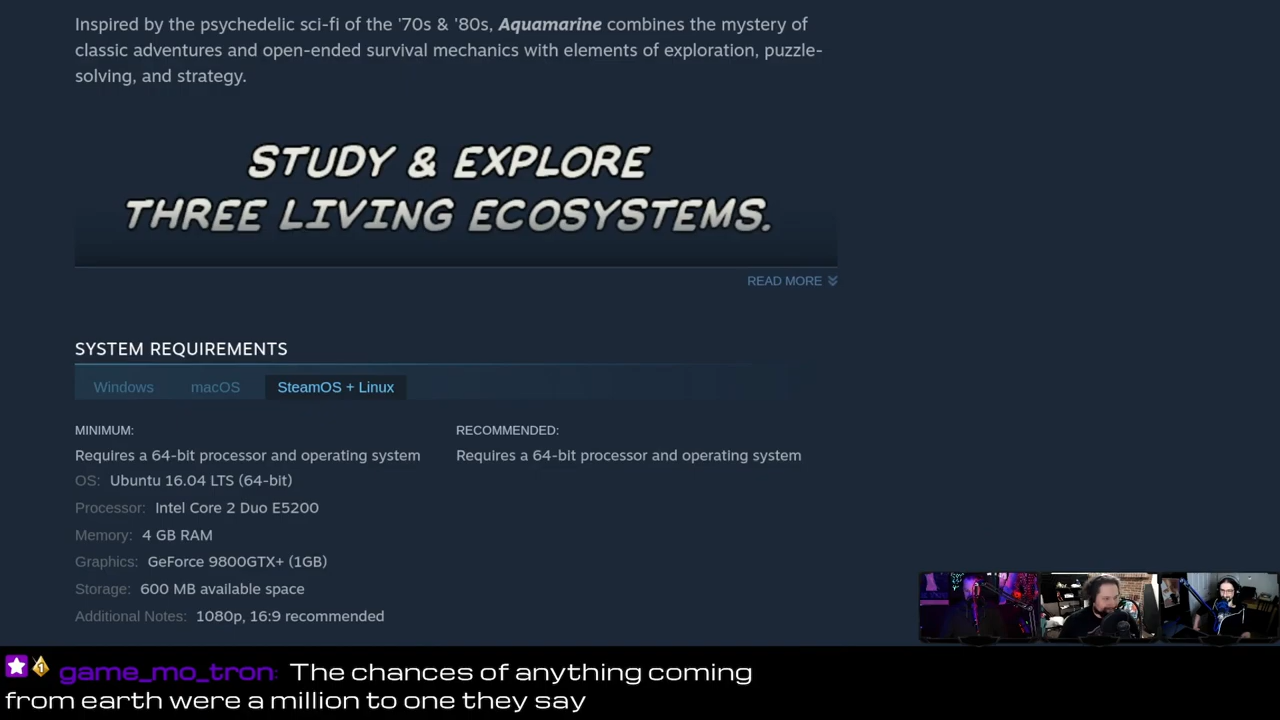 Inspired by the psychedelic sci-fi of the '70s & '80s, Aquamarine combines the mystery of
classic adventures and open-ended survival mechanics with elements of exploration, puzzle-
solving, and strategy.
STUDY & EXPLORE
THREE LIVING ECOSYSTEMS.
READ MORE
SYSTEM REQUIREMENTS
Windows macOS SteamOS + Linux
MINIMUM: RECOMMENDED:
Requires a 64-bit processor and operating system Requires a 64-bit processor and operating system
OS: Ubuntu 16.04 LTS (64-bit)
Processor: Intel Core 2 Duo E5200
Memory: 4 GB RAM
Graphics: GeForce 9800GTX+ (1GB)
Storage: 600 MB available space
Additional Notes: 1080p, 16:9 recommended
1 game_mo_tron: The chances of anything coming
from earth were a million to one they say